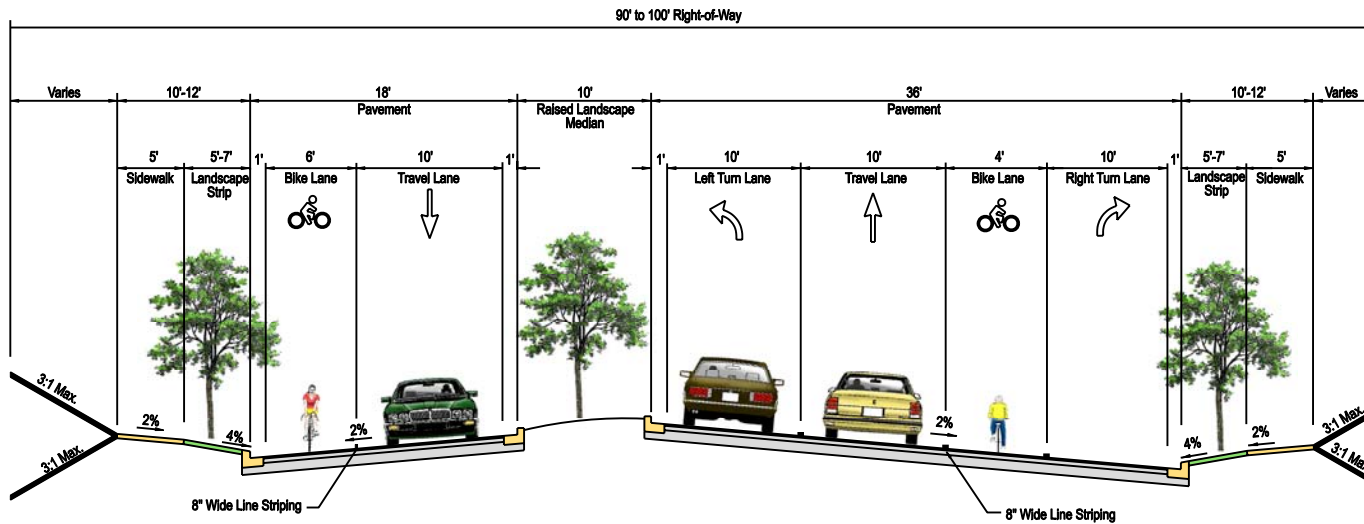 90' to 100' Right-of-Way
Varies 10'-12' 18' 10' 36' 10'-12' Varies
Pavement Raised Landscape Pavement
Median
5' 5'-7' 1' 6' 10' 1' 1' 10' 10' 4' 10' 1' 5'-7' 5'
Sidewalk Landscape Bike Lane Travel Lane Left Turn Lane Travel Lane Bike Lane Right Turn Lane Landscape Sidewalk
Strip Strip
3:1 Max. 3:1 Max.
2% 4% 2% 2% 4% 2%
3:1 Max. 3:1 Max.
8" Wide Line Striping 8" Wide Line Striping